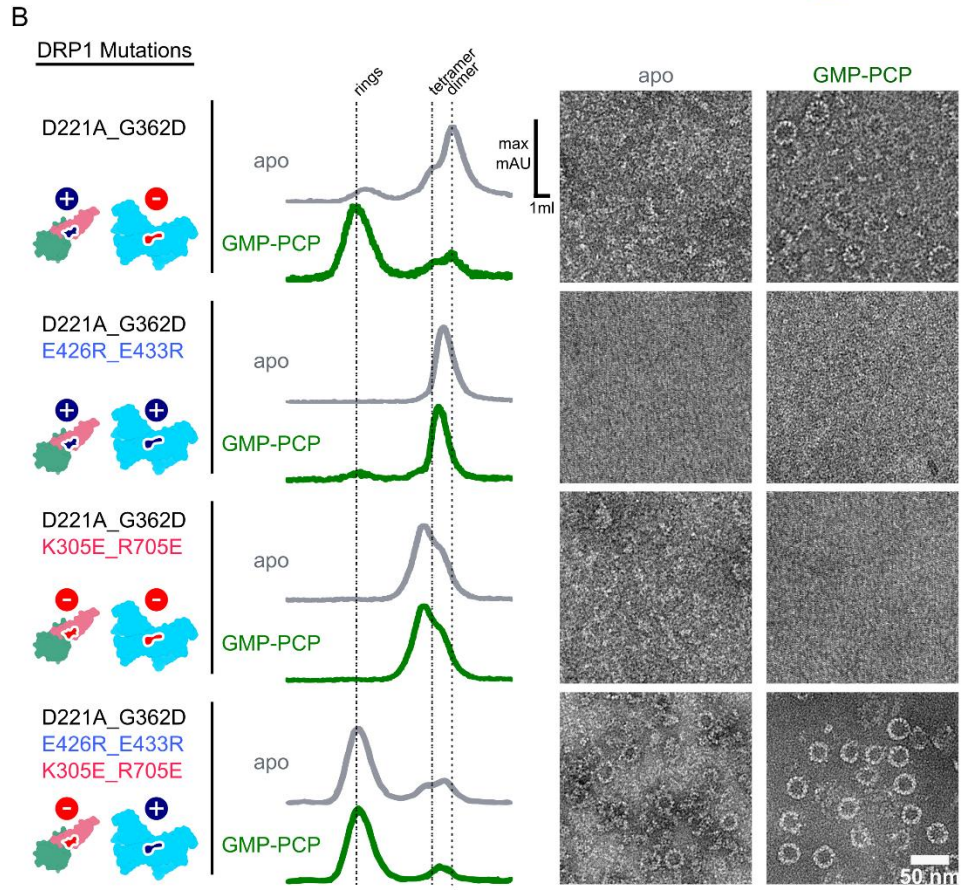 B
DRP1 Mutations
rings
tetramer
dimer
apo
GMP-PCP
D221A_G362D
apo
max
mAU
1ml
GMP-PCP
+
-
D221A_G362D
E426R_E433R
apo
GMP-PCP
+
+
D221A_G362D
K305E_R705E
apo
GMP-PCP
-
-
D221A_G362D
E426R_E433R
K305E_R705E
apo
GMP-PCP
-
+
50 nm